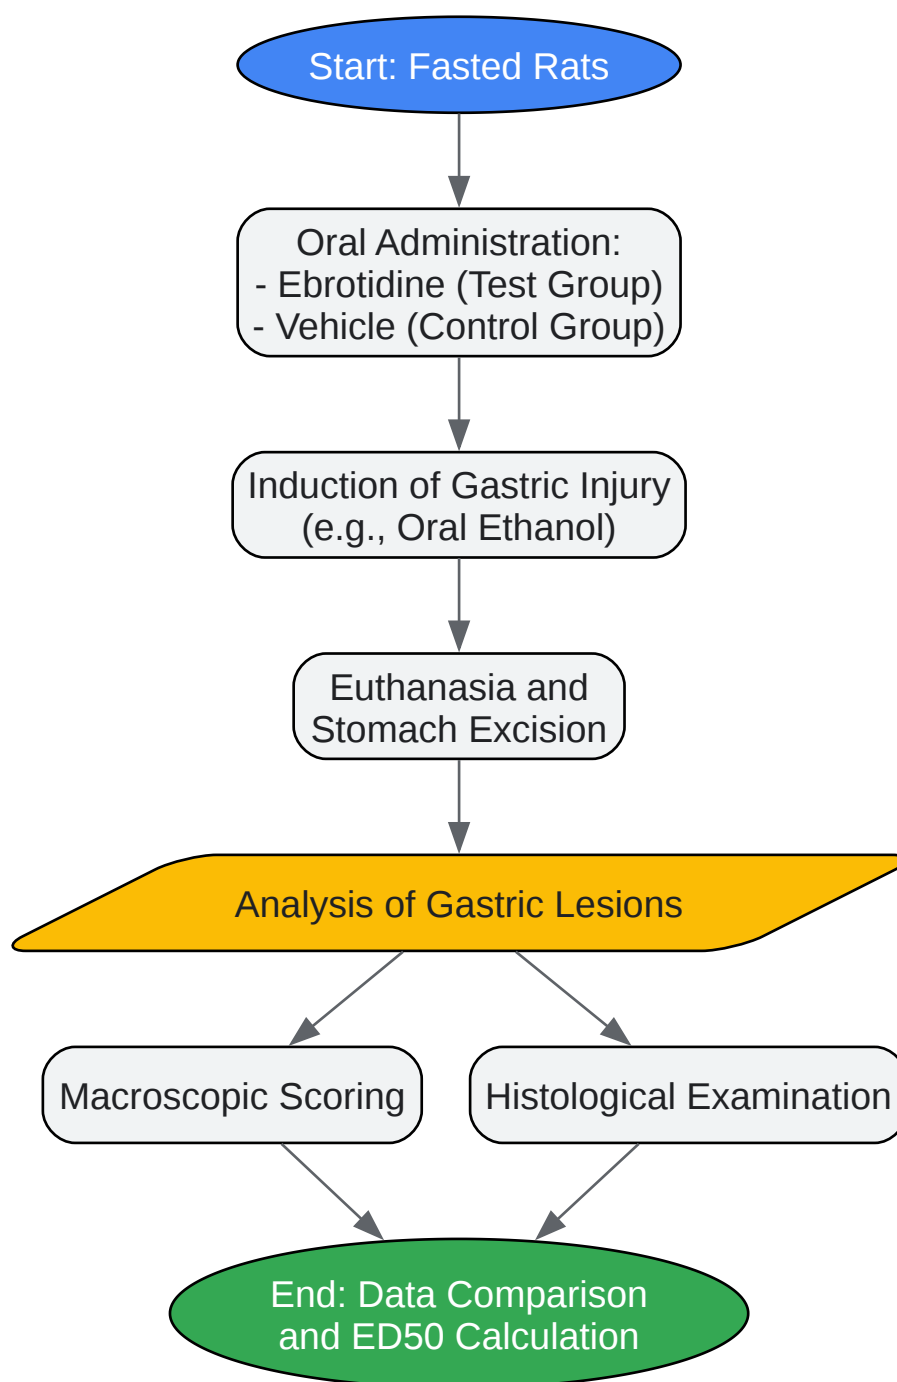 Start: Fasted Rats
Oral Administration:
- Ebrotidine (Test Group)
- Vehicle (Control Group)
Induction of Gastric Injury
(e.g., Oral Ethanol)
Euthanasia and
Stomach Excision
Analysis of Gastric Lesions
Macroscopic Scoring
Histological Examination
End: Data Comparison
and ED50 Calculation